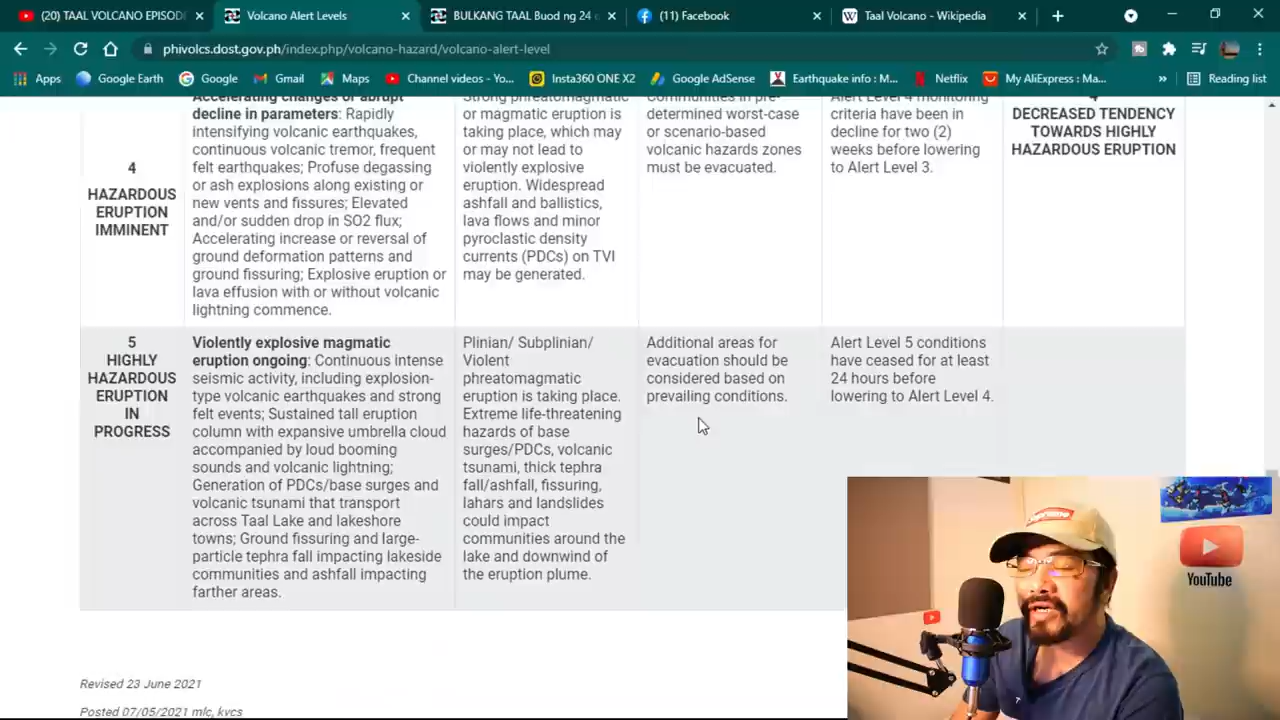 (20) TAAL VOLCANO EPISODE
Volcano Alert Levels
BULKANG TAAL Buod ng 24 o
(11) Facebook
Taal Volcano - Wikipedia
phivolcs.dost.gov.ph/index.php/volcano-hazard/volcano-alert-level
Apps
Google Earth
Google
Gmail
Maps
Channel videos - Yo...
Insta360 ONE X2
Google AdSense
Earthquake info : M...
Netflix
My AliExpress : Ma...
»
Reading list
4
HAZARDOUS
ERUPTION
IMMINENT
Accelerating changes or abrupt
decline in parameters: Rapidly
intensifying volcanic earthquakes,
continuous volcanic tremor, frequent
felt earthquakes; Profuse degassing
or ash explosions along existing or
new vents and fissures; Elevated
and/or sudden drop in SO2 flux;
Accelerating increase or reversal of
ground deformation patterns and
ground fissuring; Explosive eruption or
lava effusion with or without volcanic
lightning commence.
Strong phreatomagmatic
or magmatic eruption is
taking place, which may
or may not lead to
violently explosive
eruption. Widespread
ashfall and ballistics,
lava flows and minor
pyroclastic density
currents (PDCs) on TVI
may be generated.
Communities in pre-
determined worst-case
or scenario-based
volcanic hazards zones
must be evacuated.
Alert Level 4 monitoring
criteria have been in
decline for two (2)
weeks before lowering
to Alert Level 3.
4
DECREASED TENDENCY
TOWARDS HIGHLY
HAZARDOUS ERUPTION
5
HIGHLY
HAZARDOUS
ERUPTION
IN
PROGRESS
Violently explosive magmatic
eruption ongoing: Continuous intense
seismic activity, including explosion-
type volcanic earthquakes and strong
felt events; Sustained tall eruption
column with expansive umbrella cloud
accompanied by loud booming
sounds and volcanic lightning;
Generation of PDCs/base surges and
volcanic tsunami that transport
across Taal Lake and lakeshore
towns; Ground fissuring and large-
particle tephra fall impacting lakeside
communities and ashfall impacting
farther areas.
Plinian/ Subplinian/
Violent
phreatomagmatic
eruption is taking place.
Extreme life-threatening
hazards of base
surges/PDCs, volcanic
tsunami, thick tephra
fall/ashfall, fissuring,
lahars and landslides
could impact
communities around the
lake and downwind of
the eruption plume.
Additional areas for
evacuation should be
considered based on
prevailing conditions.
Alert Level 5 conditions
have ceased for at least
24 hours before
lowering to Alert Level 4.
Revised 23 June 2021
Posted 07/05/2021 mlc, kvcs
YouTube